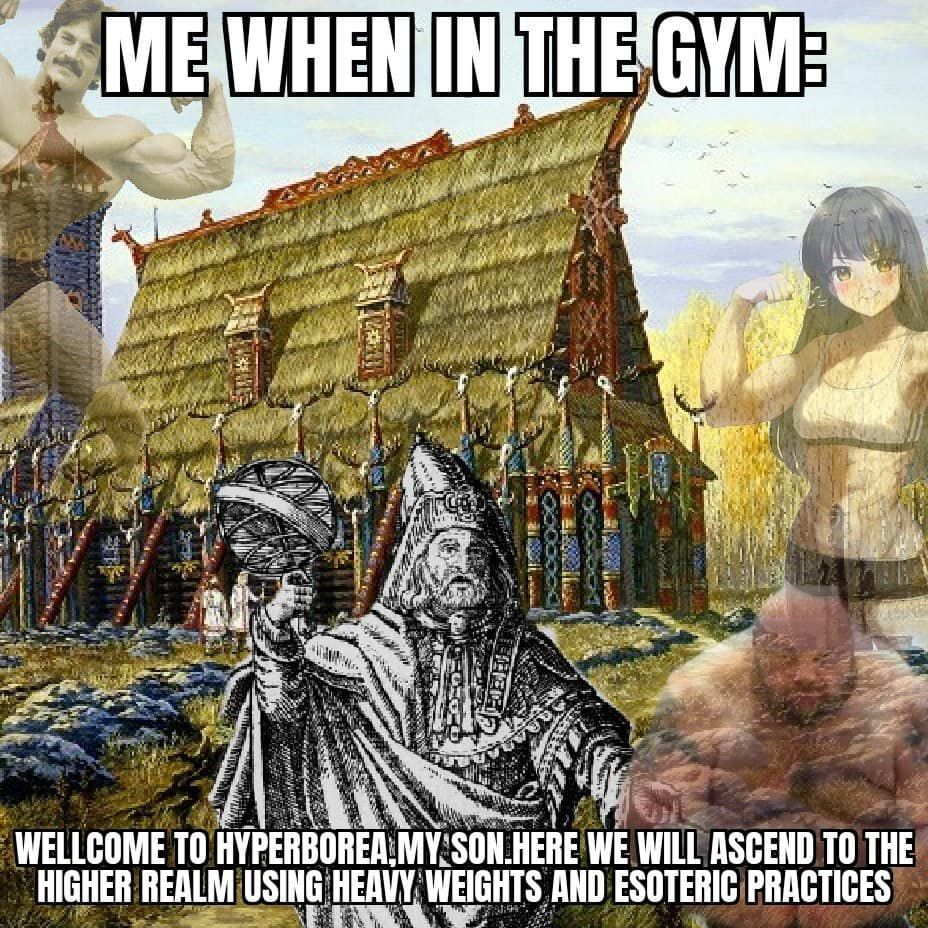 ME WHEN IN THE GYM:
WELLCOME TO HYPERBOREA,MY SON.HERE WE WILL ASCEND TO THE
HIGHER REALM USING HEAVY WEIGHTS AND ESOTERIC PRACTICES